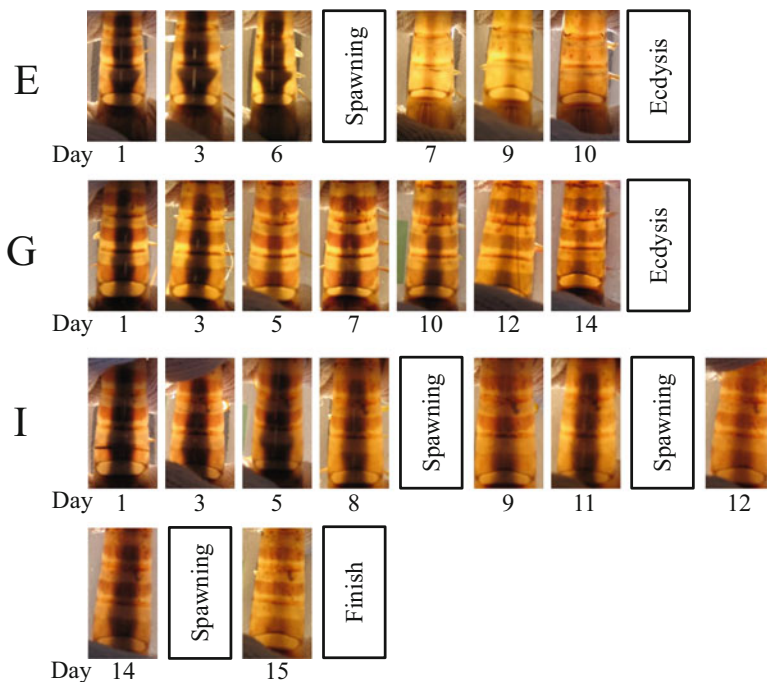 E
Spawning
Ecdysis
Day 1 3 6 7 9 10
G
Ecdysis
Day 1 3 5 7 10 12 14
I
Spawning
Spawning
Day 1 3 5 8 9 11 12
Spawning
Finish
Day 14 15